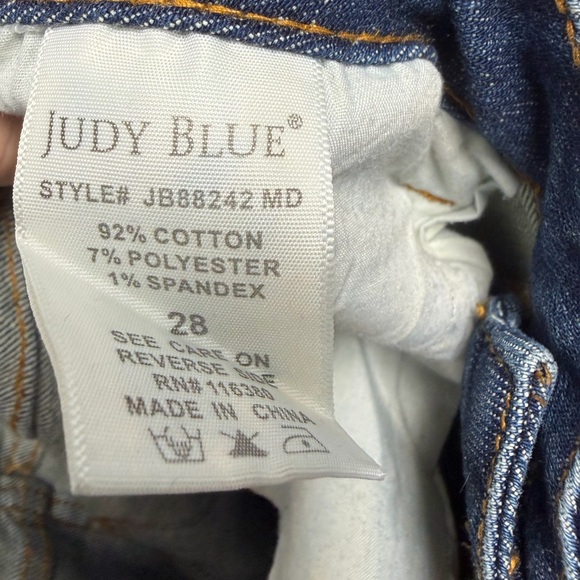 JUDY BLUE®
STYLE# JB88242 MD
92% COTTON
7% POLYESTER
1% SPANDEX
28
SEE CARE ON
REVERSE SIDE
RN# 116380
MADE IN CHINA